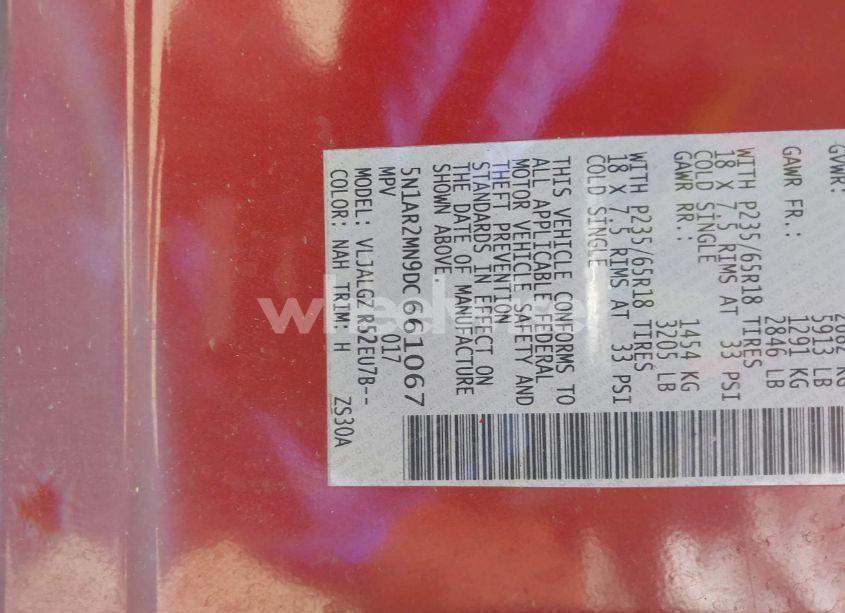 GVWR:
5913 LB
GAWR FR.: 1291 KG
2846 LB
WITH P235/65R18 TIRES
18 X 7.5 RIMS AT 33 PSI
COLD SINGLE
GAWR RR.: 1454 KG
3205 LB
WITH P235/65R18 TIRES
18 X 7.5 RIMS AT 33 PSI
COLD SINGLE
THIS VEHICLE CONFORMS TO
ALL APPLICABLE FEDERAL
MOTOR VEHICLE SAFETY AND
THEFT PREVENTION
STANDARDS IN EFFECT ON
THE DATE OF MANUFACTURE
SHOWN ABOVE
5N1AR2MN9DC661067
MPV 017
MODEL: VLJALGZ R52EU7B--
COLOR: NAH TRIM: H ZS30A